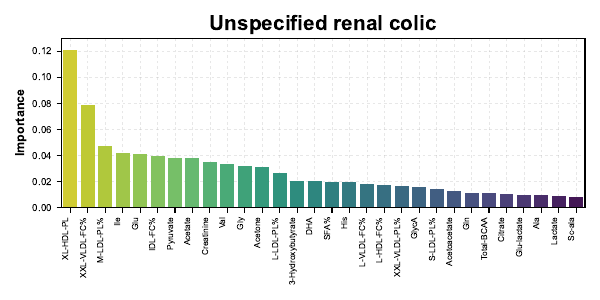 Unspecified renal colic
Importance
0.12
0.10
0.08
0.06
0.04
0.02
0.00
XL-HDL-PL
XXL-VLDL-FC%
M-LDL-PL%
Ile
Glu
IDL-FC%
Pyruvate
Acetate
Creatinine
Val
Gly
Acetone
L-LDL-PL%
3-Hydroxybutyrate
DHA
SFA%
His
L-VLDL-FC%
L-HDL-FC%
XXL-VLDL-PL%
GlycA
S-LDL-PL%
Acetoacetate
Gln
Total-BCAA
Citrate
Glu-lactate
Ala
Lactate
Sc-ala